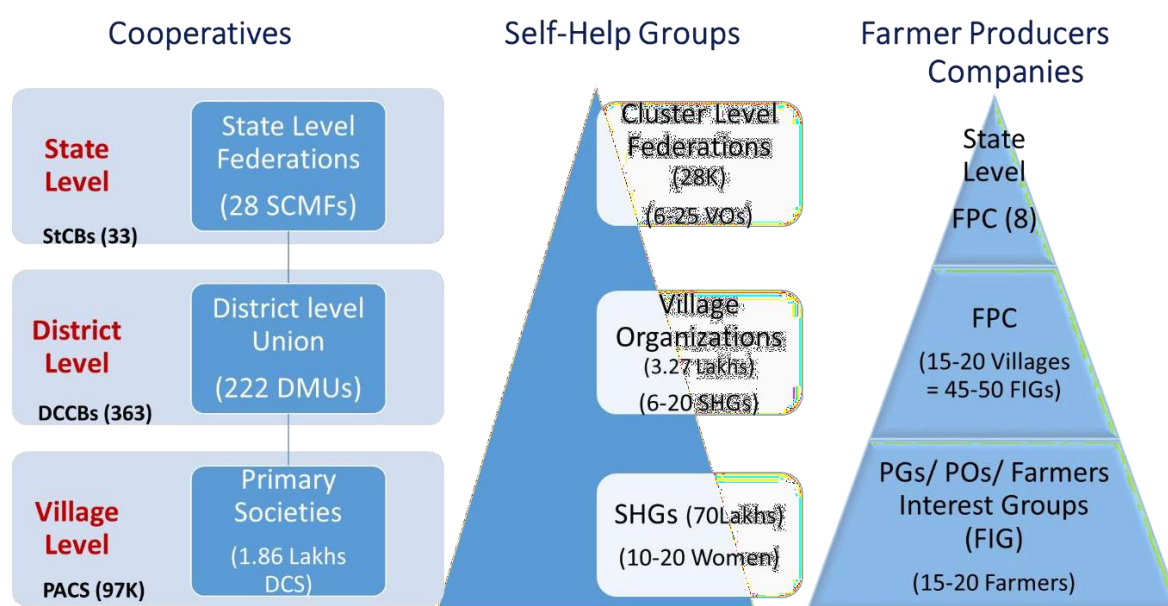 Cooperatives
State
Level
StCBs (33)
State Level
Federations
(28 SCMFs)
District
Level
DCCBs (363)
District level
Union
(222 DMUs)
Village
Level
PACS (97K)
Primary
Societies
(1.86 Lakhs
DCS)
Self-Help Groups
Cluster Level
Federations
(28K)
(6-25 VOs)
Village
Organizations
(3.27 Lakhs)
(6-20 SHGs)
SHGs (70Lakhs)
(10-20 Women)
Farmer Producers
Companies
State
Level
FPC (8)
FPC
(15-20 Villages
= 45-50 FIGs)
PGs/ POs/ Farmers
Interest Groups
(FIG)
(15-20 Farmers)